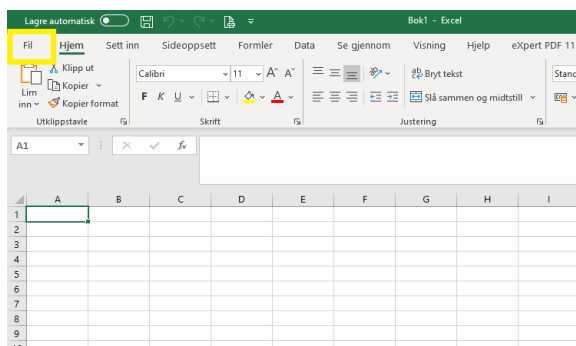 Lagre automatisk Bok1 - Excel
Fil Hjem Sett inn Sideoppsett Formler Data Se gjennom Visning Hjelp eXpert PDF 11
Klipp ut Calibri 11 A A Bryt tekst Stand
Kopier
Lim inn Kopier format F K U A Slå sammen og midtstill
Utklippstavle Skrift Justering
A1 fx
A B C D E F G H I
1
2
3
4
5
6
7
8
9